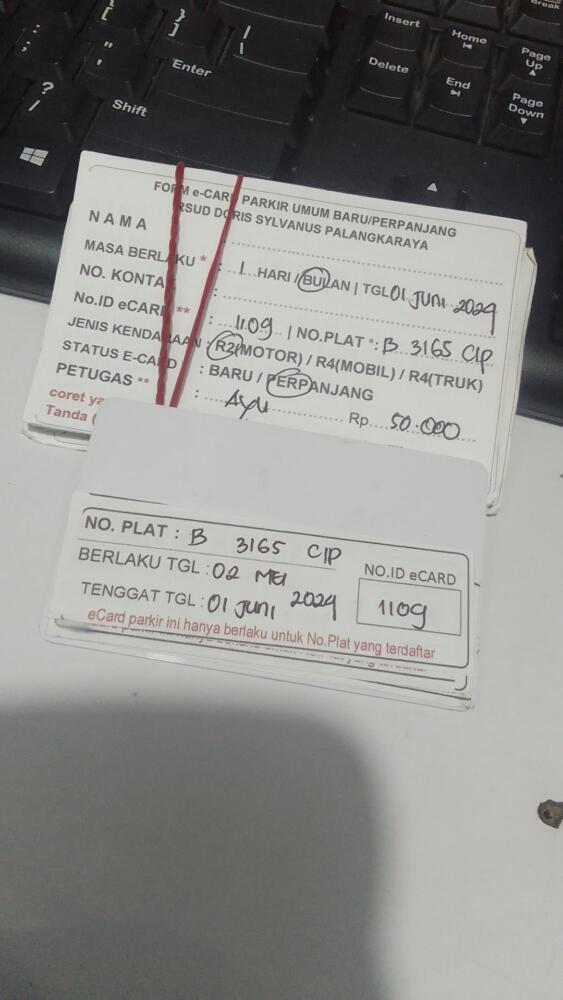 {
[
}
]
|
\
:
;
"
'
Enter
?
/
Shift
Insert
Home
Page Up
Delete
End
Page Down
Break
FORM e-CARD PARKIR UMUM BARU/PERPANJANG
RSUD DORIS SYLVANUS PALANGKARAYA
NAMA
MASA BERLAKU * : 1 HARI / BULAN | TGL 01 JUNI 2024
NO. KONTAK :
No.ID eCARD ** : 1109 | NO.PLAT * : B 3165 CIP
JENIS KENDARAAN : R2(MOTOR) / R4(MOBIL) / R4(TRUK)
STATUS E-CARD : BARU / PERPANJANG
PETUGAS ** : Ayu Rp 50.000
coret
Tanda (
NO. PLAT : B 3165 CIP
BERLAKU TGL : 02 MEI
TENGGAT TGL : 01 JUNI 2024
NO.ID eCARD
1109
eCard parkir ini hanya berlaku untuk No.Plat yang terdaftar